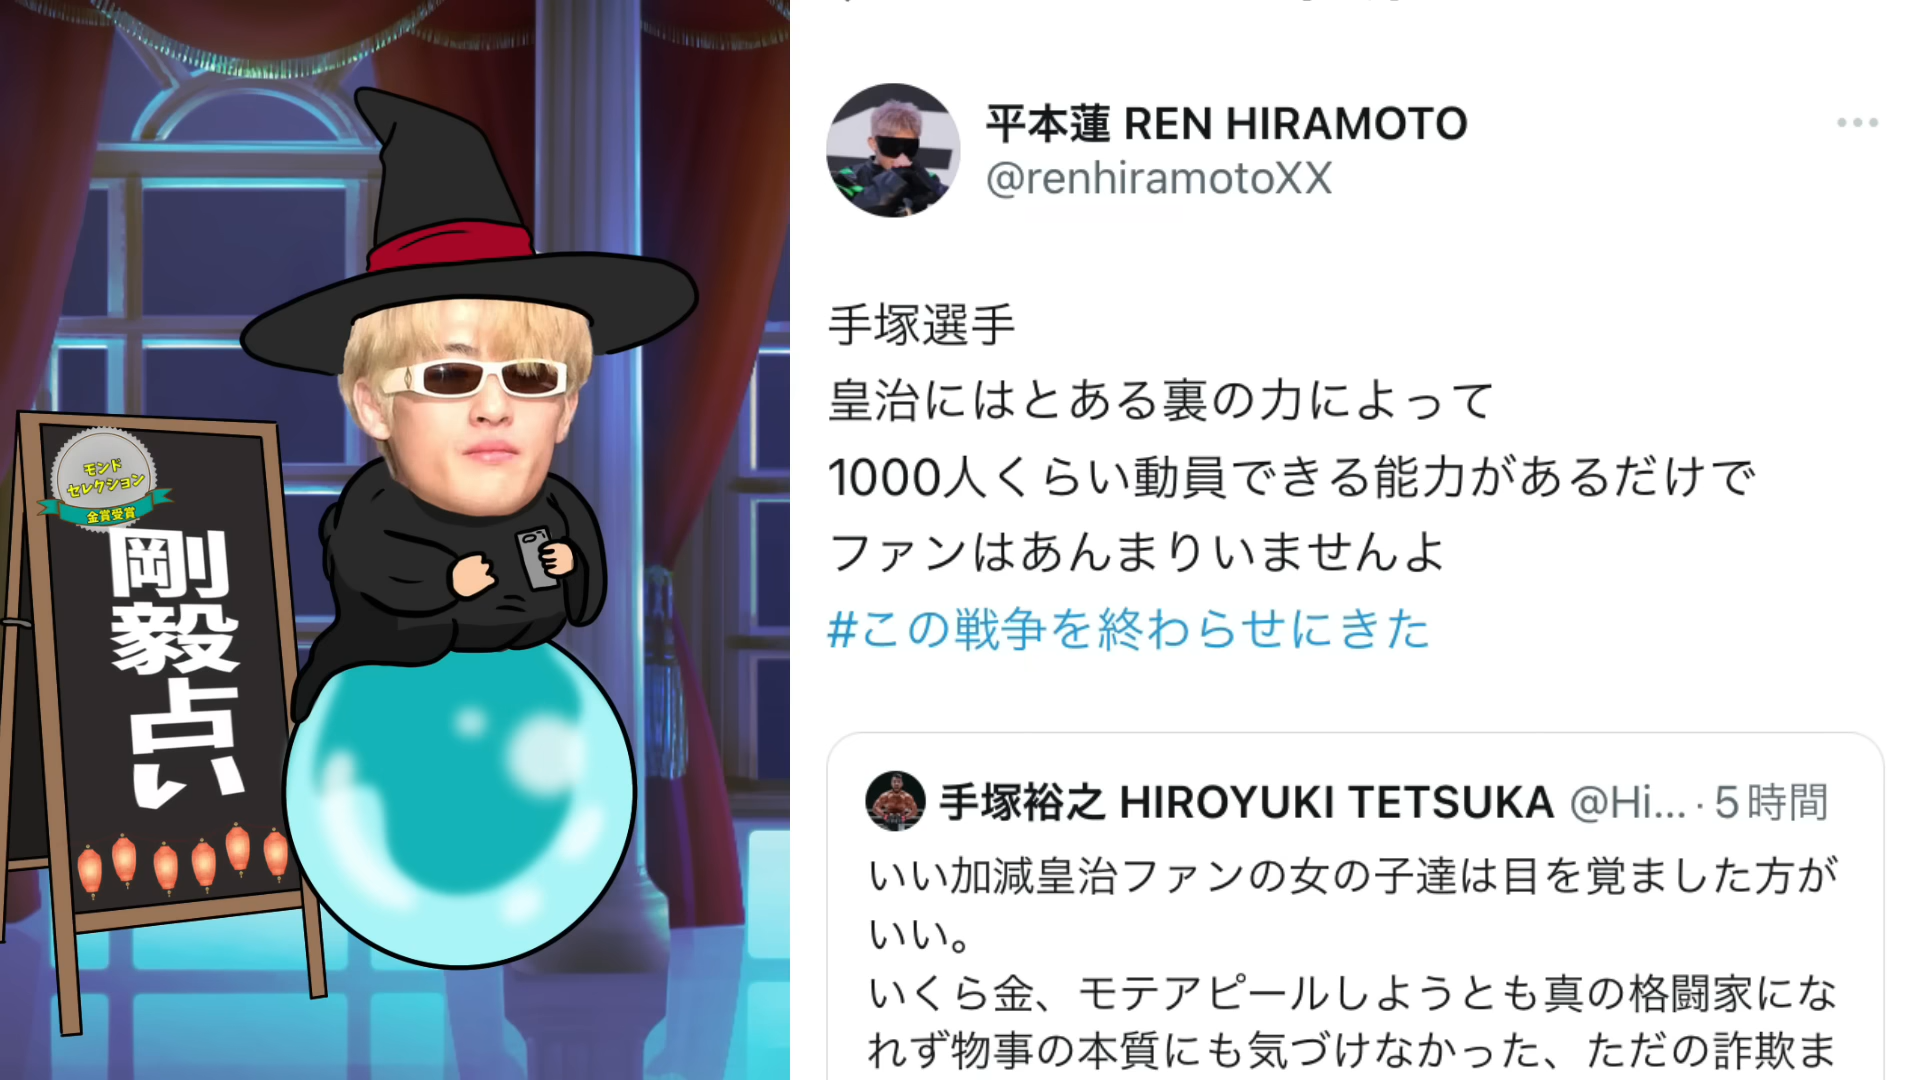 モンド
セレクション
金賞受賞
剛毅占い
平本蓮 REN HIRAMOTO
@renhiramotoXX
手塚選手
皇治にはとある裏の力によって
1000人くらい動員できる能力があるだけで
ファンはあんまりいませんよ
#この戦争を終わらせにきた
手塚裕之 HIROYUKI TETSUKA @Hi... · 5時間
いい加減皇治ファンの女の子達は目を覚ました方が
いい。
いくら金、モテアピールしようとも真の格闘家にな
れず物事の本質にも気づけなかった、ただの詐欺ま